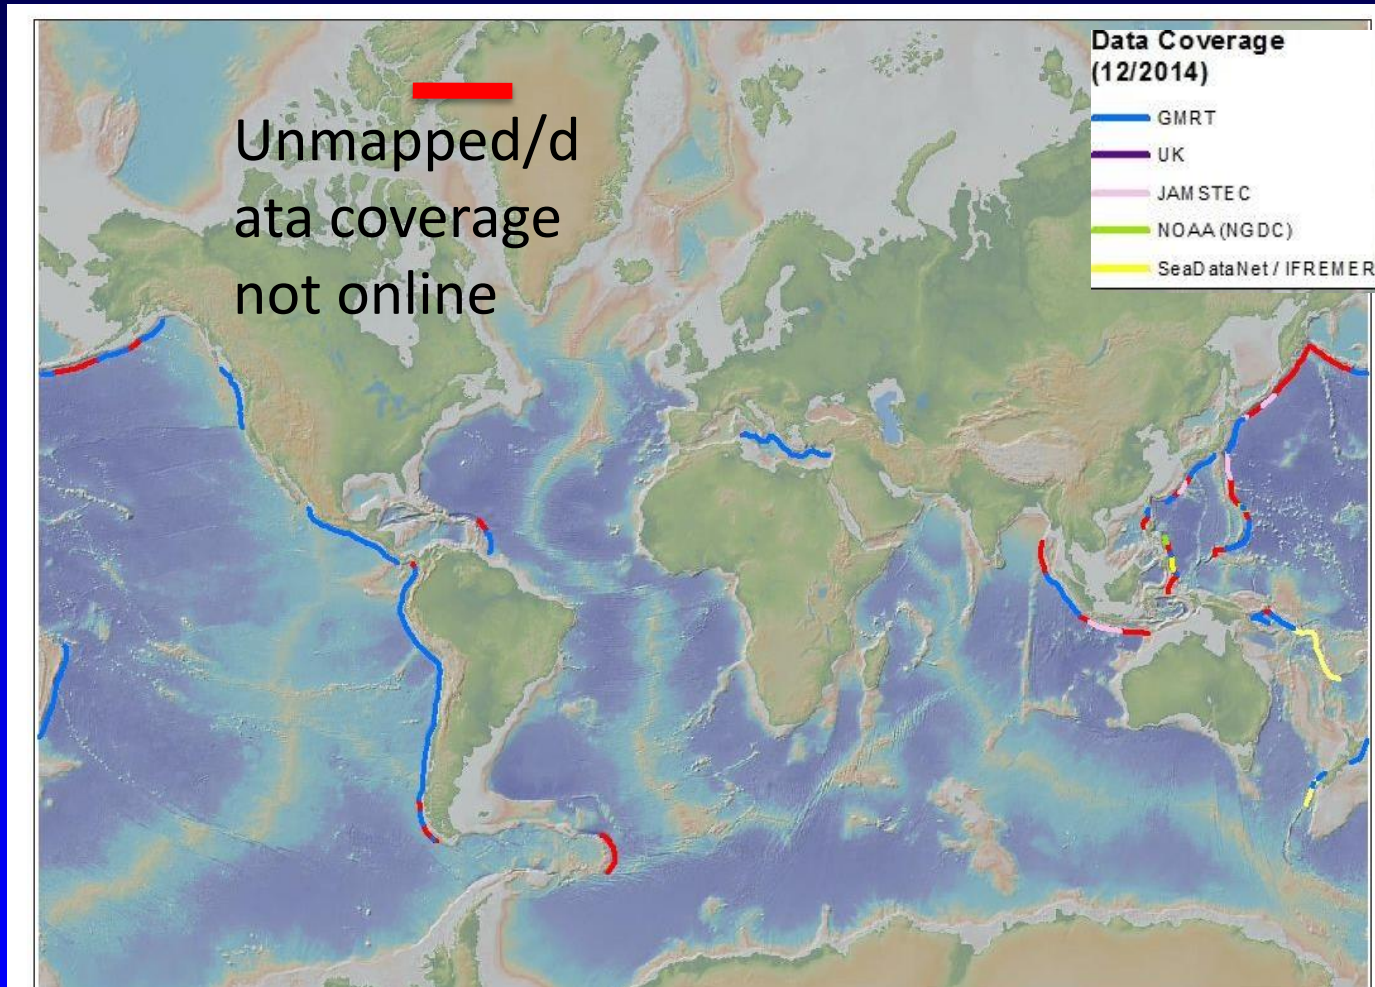 Unmapped/d
ata coverage
not online
Data Coverage
(12/2014)
GMRT
UK
JAMSTEC
NOAA (NGDC)
SeaDataNet / IFREMER